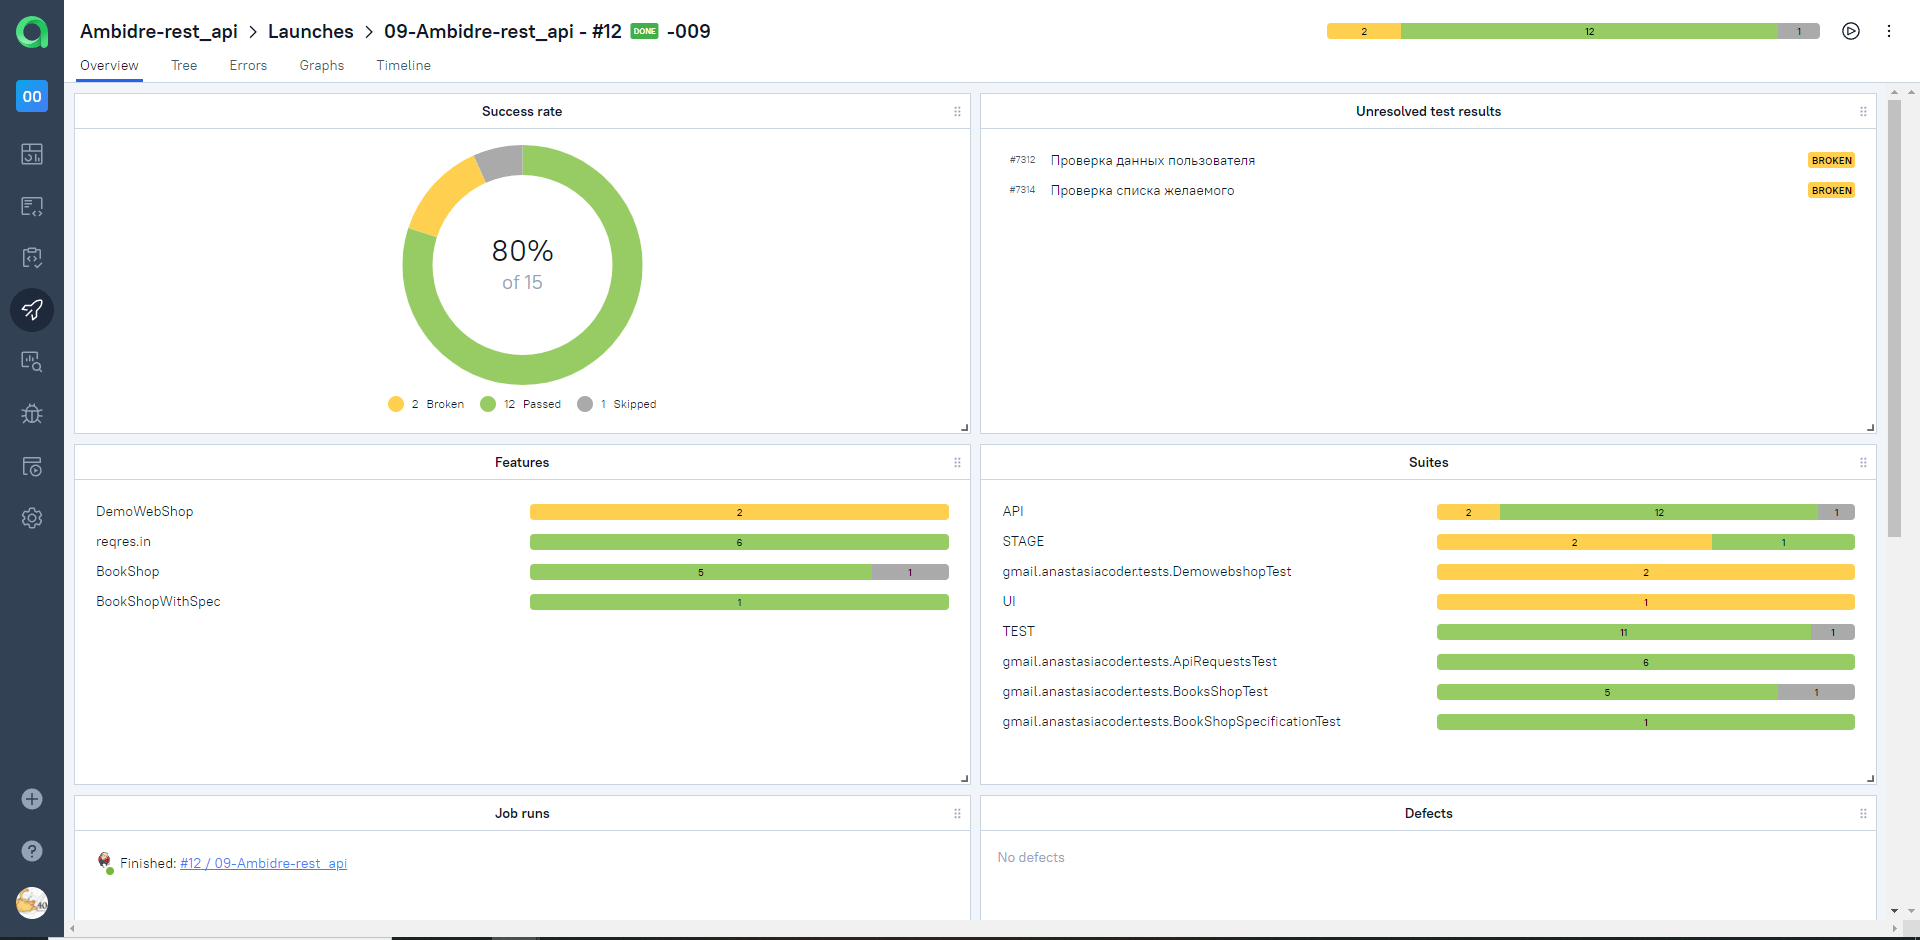 Ambidre-rest_api > Launches > 09-Ambidre-rest_api - #12 DONE -009
2 12 1
Overview Tree Errors Graphs Timeline
00
Success rate
80%
of 15
2 Broken 12 Passed 1 Skipped
Unresolved test results
#7312 Проверка данных пользователя BROKEN
#7314 Проверка списка желаемого BROKEN
Features
DemoWebShop 2
reqres.in 6
BookShop 5 1
BookShopWithSpec 1
Suites
API 2 12 1
STAGE 2 1
gmail.anastasiacoder.tests.DemowebshopTest 2
UI 1
TEST 11 1
gmail.anastasiacoder.tests.ApiRequestsTest 6
gmail.anastasiacoder.tests.BooksShopTest 5 1
gmail.anastasiacoder.tests.BookShopSpecificationTest 1
Job runs
Finished: #12 / 09-Ambidre-rest_api
Defects
No defects